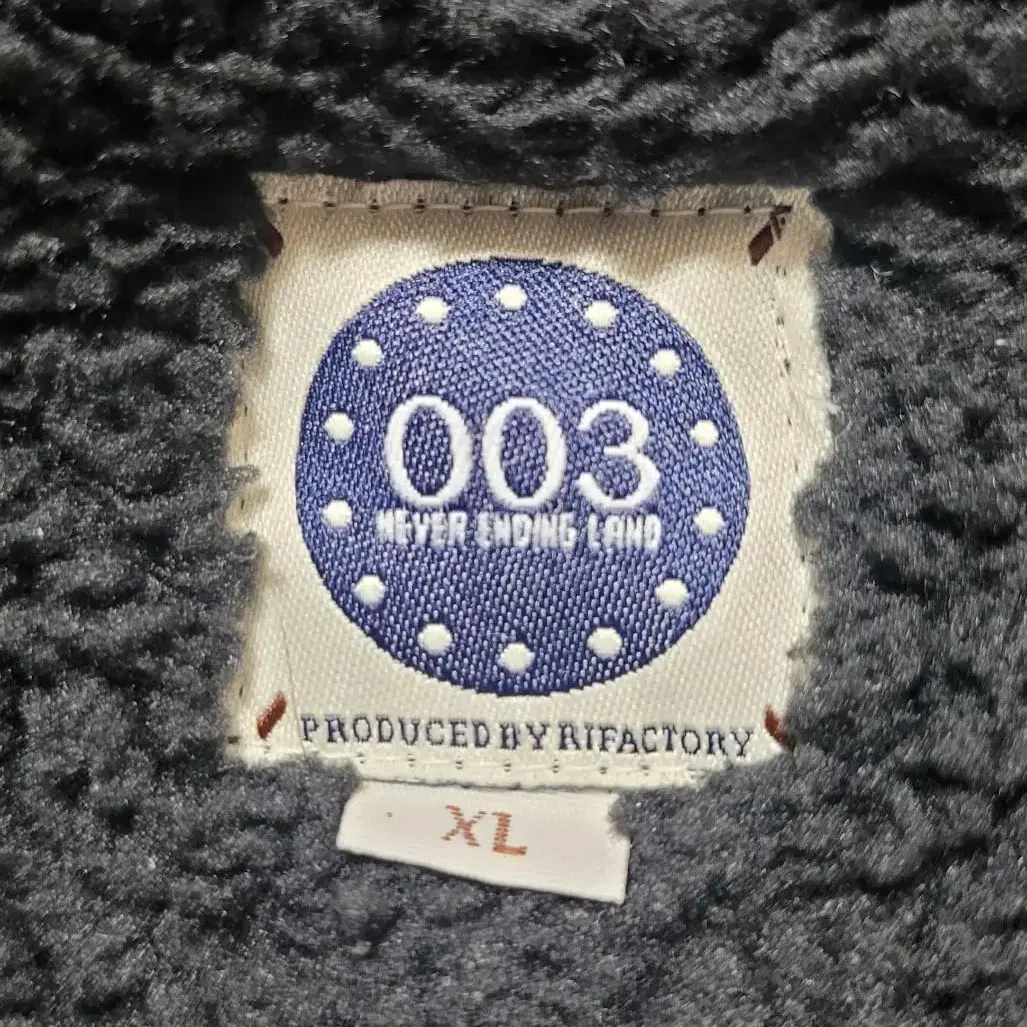 003
NEVER ENDING LAND
PRODUCED BY RIFACTORY
XL